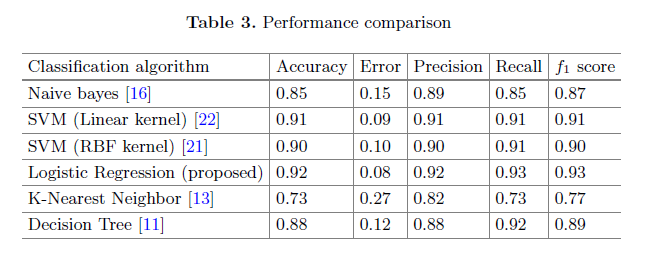 Table 3. Performance comparison
Classification algorithm Accuracy Error Precision Recall f1 score
Naive bayes [16] 0.85 0.15 0.89 0.85 0.87
SVM (Linear kernel) [22] 0.91 0.09 0.91 0.91 0.91
SVM (RBF kernel) [21] 0.90 0.10 0.90 0.91 0.90
Logistic Regression (proposed) 0.92 0.08 0.92 0.93 0.93
K-Nearest Neighbor [13] 0.73 0.27 0.82 0.73 0.77
Decision Tree [11] 0.88 0.12 0.88 0.92 0.89